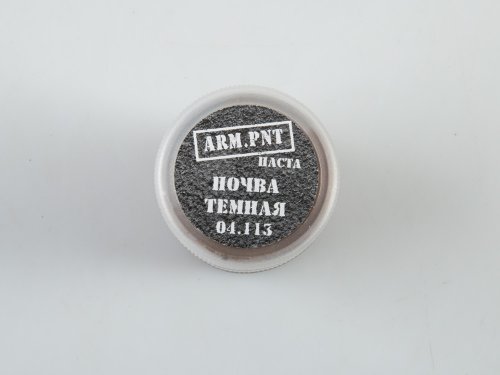 ARM.PNT
ПАСТА
ПОЧВА
ТЕМНАЯ
04.113